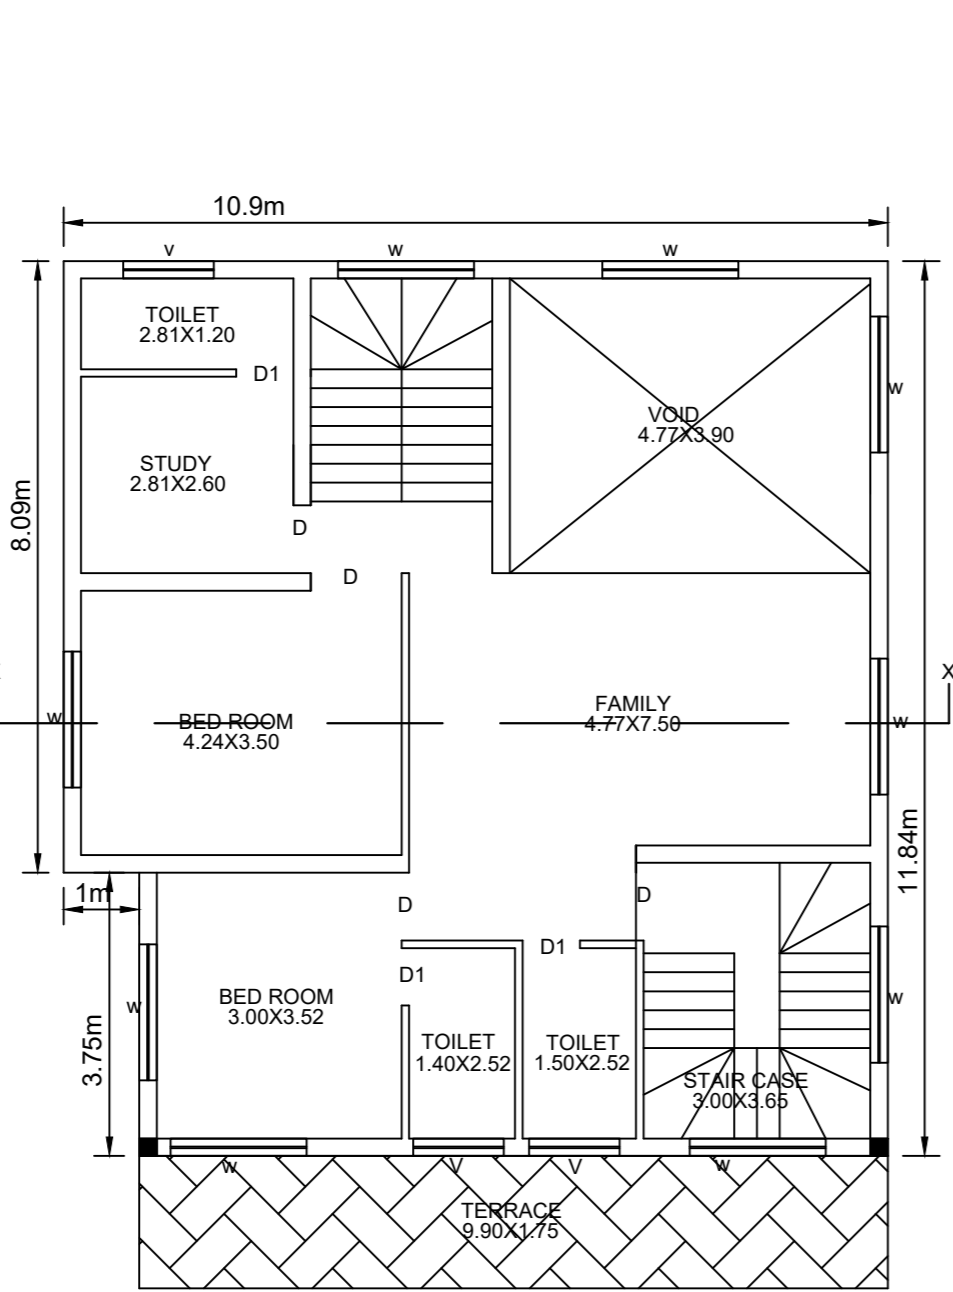 10.9m
v
w
w
TOILET
2.81X1.20
D1
w
VOID
4.77X3.90
STUDY
2.81X2.60
8.09m
D
D
X
FAMILY
4.77X7.50
w
BED ROOM
4.24X3.50
w
11.84m
1m
D
D
D1
D1
BED ROOM
3.00X3.52
w
w
3.75m
TOILET
1.40X2.52
TOILET
1.50X2.52
STAIR CASE
3.00X3.65
w
V
V
w
TERRACE
9.90X1.75